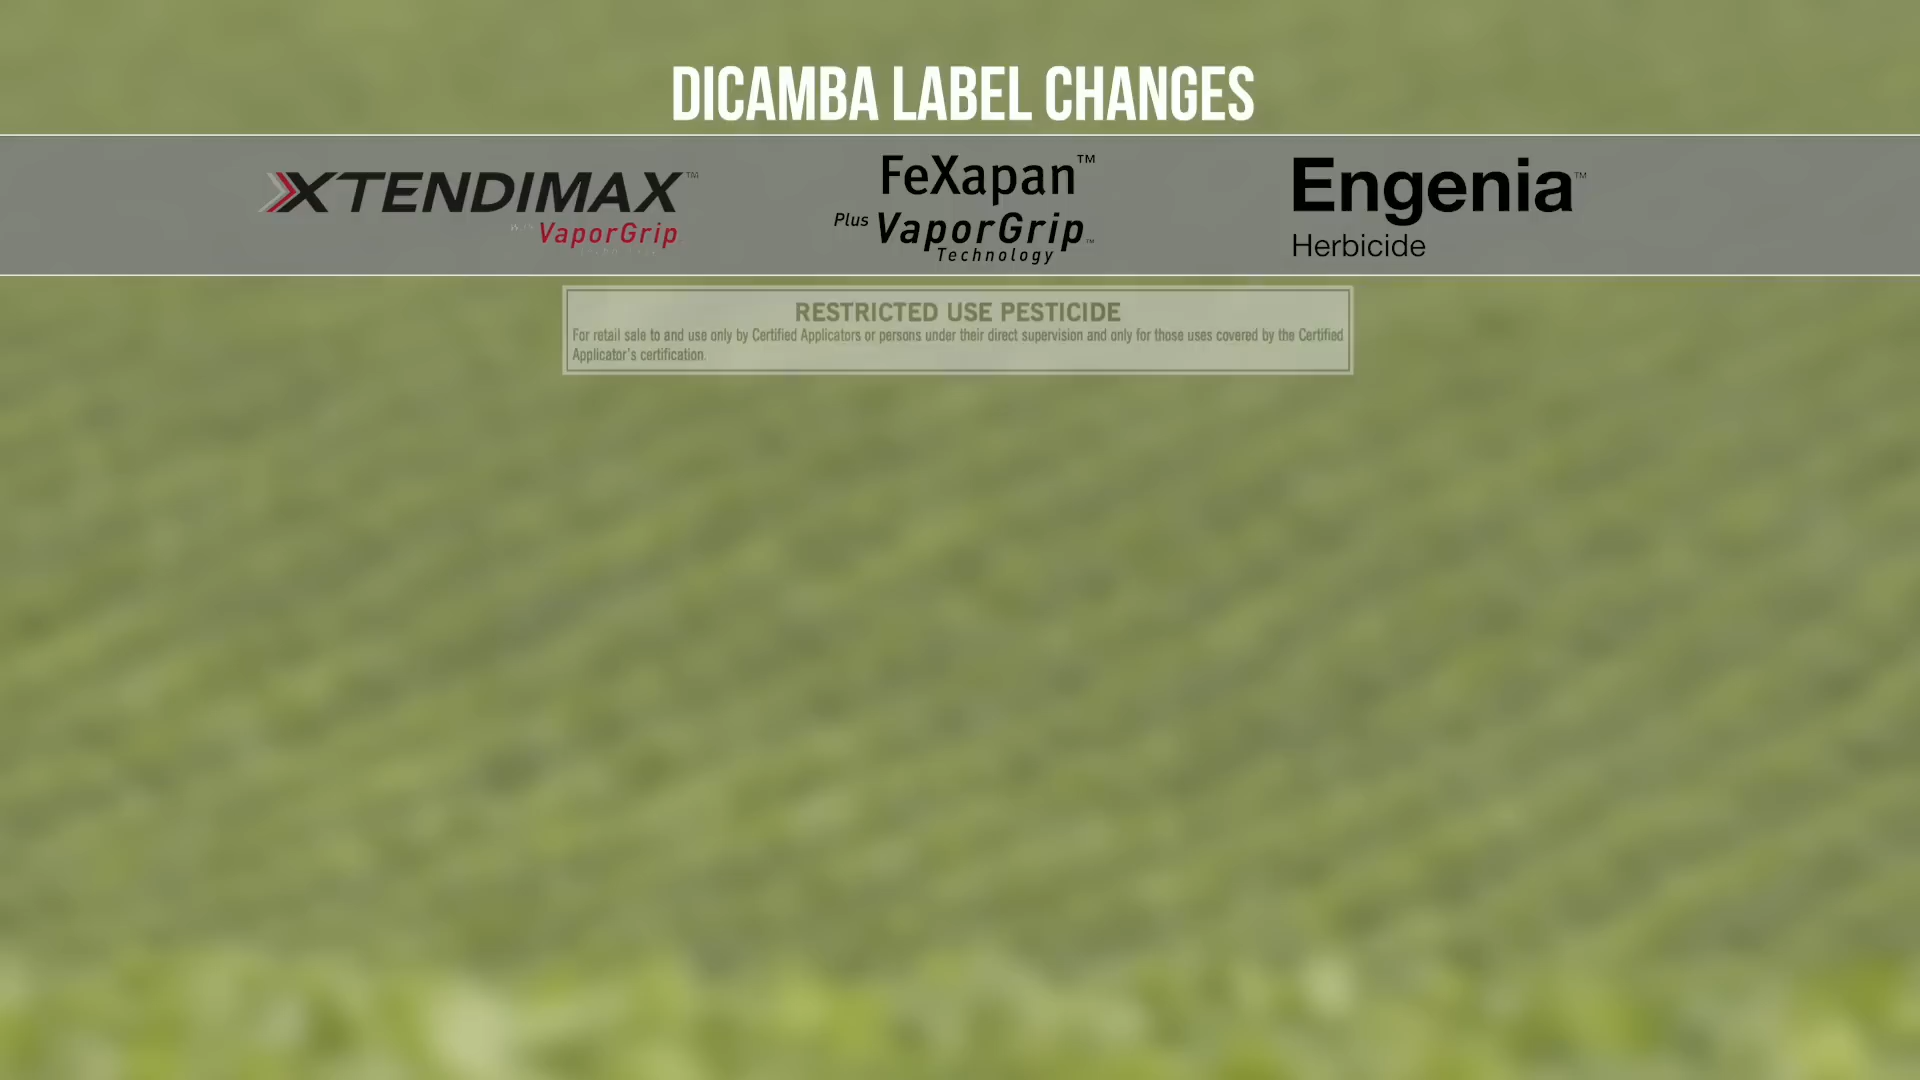 DICAMBA LABEL CHANGES
XTENDIMAX™
VaporGrip
FeXapan™
Plus VaporGrip™
Technology
Engenia™
Herbicide
RESTRICTED USE PESTICIDE
For retail sale to and use only by Certified Applicators or persons under their direct supervision and only for those uses covered by the Certified
Applicator's certification.